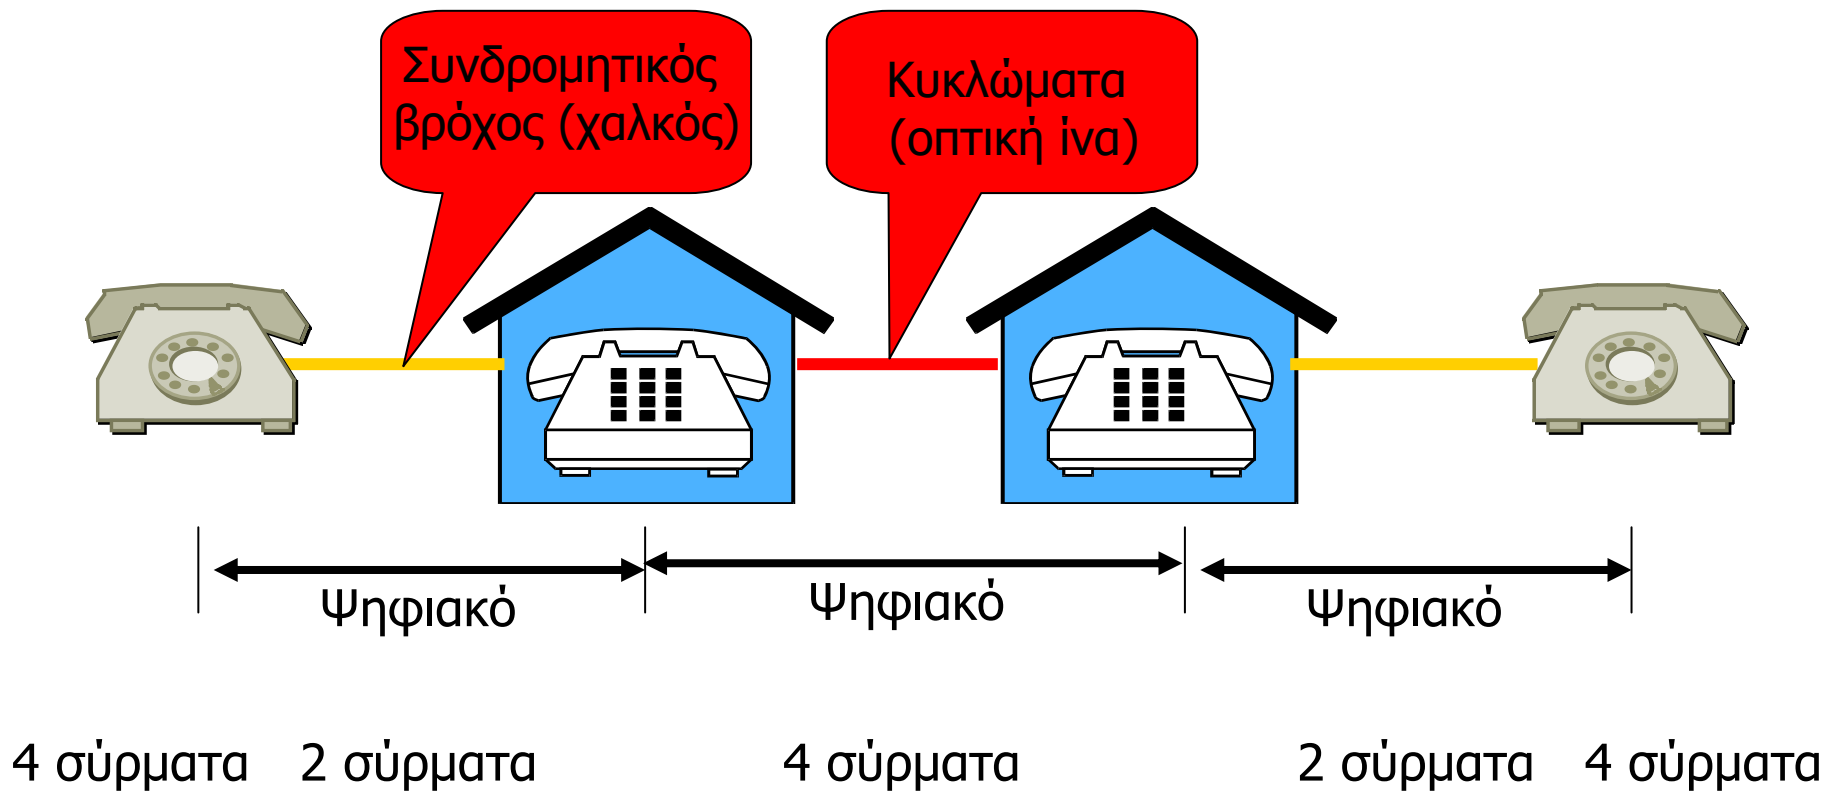 Συνδρομητικός
βρόχος (χαλκός)
Κυκλώματα
(οπτική ίνα)
Ψηφιακό
Ψηφιακό
Ψηφιακό
4 σύρματα
2 σύρματα
4 σύρματα
2 σύρματα
4 σύρματα